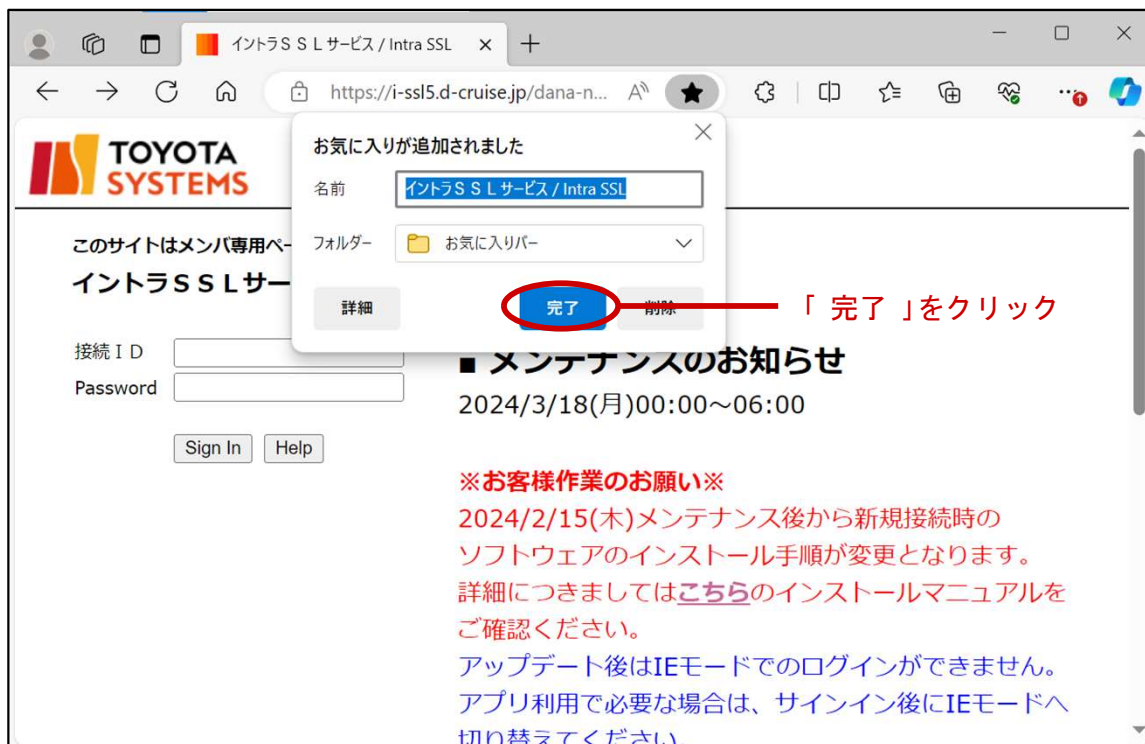 イントラＳＳＬサービス / Intra SSL
https://i-ssl5.d-cruise.jp/dana-n...
TOYOTA
SYSTEMS
お気に入りが追加されました
名前 イントラＳＳＬサービス / Intra SSL
フォルダー お気に入りバー
詳細 完了 削除
「完了」をクリック
このサイトはメンバ専用ペー
イントラＳＳＬサー
接続ＩＤ
Password
Sign In Help
■ メンテナンスのお知らせ
2024/3/18(月)00:00～06:00
※お客様作業のお願い※
2024/2/15(木)メンテナンス後から新規接続時の
ソフトウェアのインストール手順が変更となります。
詳細につきましてはこちらのインストールマニュアルを
ご確認ください。
アップデート後はIEモードでのログインができません。
アプリ利用で必要な場合は、サインイン後にIEモードへ
切り替えてください